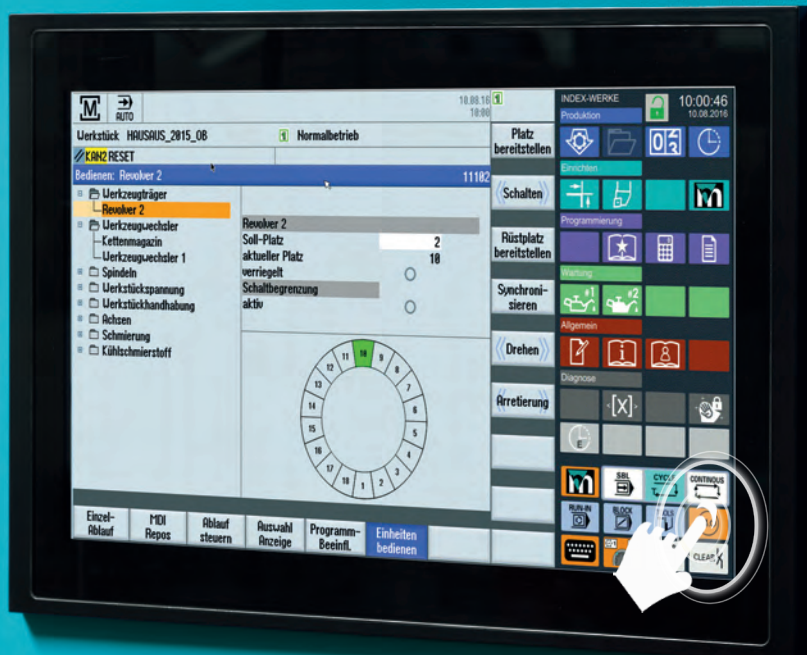 M
AUTO
10.08.16
10:00
Werkstück HAUSAUS_2015_OB
Normalbetrieb
KAN2 RESET
Bedienen: Revolver 2
11102
Werkzeugträger
Revolver 2
Werkzeugwechsler
Kettenmagazin
Werkzeugwechsler 1
Spindeln
Werkstückspannung
Werkstückhandhabung
Achsen
Schmierung
Kühlschmierstoff
Revolver 2
Soll-Platz 2
aktueller Platz 10
verriegelt
Schaltbegrenzung
aktiv
10
9
8
7
6
5
4
3
2
1
18
17
16
15
14
13
12
11
Platz
bereitstellen
Schalten
Rüstplatz
bereitstellen
Synchroni-
sieren
Drehen
Arretierung
Einzel-
Ablauf
MDI
Repos
Ablauf
steuern
Auswahl
Anzeige
Programm-
Beeinfl.
Einheiten
bedienen
INDEX-WERKE
10:00:46
10.08.2016
Produktion
Einrichten
Programmierung
Wartung
#1
#2
Allgemein
Diagnose
[X]
E
SBL
CYCLE
CONTINOUS
RUN-IN
BLOCK
CLEAR